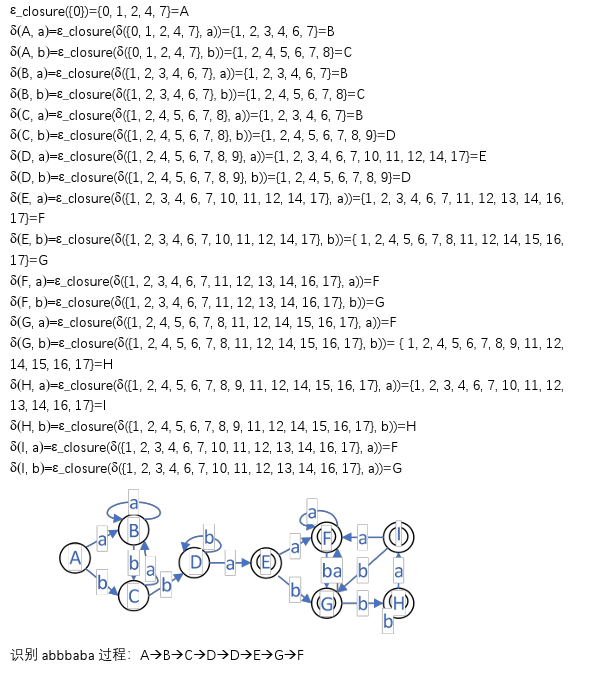 ε_closure({0})={0, 1, 2, 4, 7}=A
δ(A, a)=ε_closure(δ({0, 1, 2, 4, 7}, a))={1, 2, 3, 4, 6, 7}=B
δ(A, b)=ε_closure(δ({0, 1, 2, 4, 7}, b))={1, 2, 4, 5, 6, 7, 8}=C
δ(B, a)=ε_closure(δ({1, 2, 3, 4, 6, 7}, a))={1, 2, 3, 4, 6, 7}=B
δ(B, b)=ε_closure(δ({1, 2, 3, 4, 6, 7}, b))={1, 2, 4, 5, 6, 7, 8}=C
δ(C, a)=ε_closure(δ({1, 2, 4, 5, 6, 7, 8}, a))={1, 2, 3, 4, 6, 7}=B
δ(C, b)=ε_closure(δ({1, 2, 4, 5, 6, 7, 8}, b))={1, 2, 4, 5, 6, 7, 8, 9}=D
δ(D, a)=ε_closure(δ({1, 2, 4, 5, 6, 7, 8, 9}, a))={1, 2, 3, 4, 6, 7, 10, 11, 12, 14, 17}=E
δ(D, b)=ε_closure(δ({1, 2, 4, 5, 6, 7, 8, 9}, b))={1, 2, 4, 5, 6, 7, 8, 9}=D
δ(E, a)=ε_closure(δ({1, 2, 3, 4, 6, 7, 10, 11, 12, 14, 17}, a))={1, 2, 3, 4, 6, 7, 11, 12, 13, 14, 16,
17}=F
δ(E, b)=ε_closure(δ({1, 2, 3, 4, 6, 7, 10, 11, 12, 14, 17}, b))={ 1, 2, 4, 5, 6, 7, 8, 11, 12, 14, 15, 16,
17}=G
δ(F, a)=ε_closure(δ({1, 2, 3, 4, 6, 7, 11, 12, 13, 14, 16, 17}, a))=F
δ(F, b)=ε_closure(δ({1, 2, 3, 4, 6, 7, 11, 12, 13, 14, 16, 17}, b))=G
δ(G, a)=ε_closure(δ({1, 2, 4, 5, 6, 7, 8, 11, 12, 14, 15, 16, 17}, a))=F
δ(G, b)=ε_closure(δ({1, 2, 4, 5, 6, 7, 8, 11, 12, 14, 15, 16, 17}, b))= { 1, 2, 4, 5, 6, 7, 8, 9, 11, 12,
14, 15, 16, 17}=H
δ(H, a)=ε_closure(δ({1, 2, 4, 5, 6, 7, 8, 9, 11, 12, 14, 15, 16, 17}, a))={1, 2, 3, 4, 6, 7, 10, 11, 12,
13, 14, 16, 17}=I
δ(H, b)=ε_closure(δ({1, 2, 4, 5, 6, 7, 8, 9, 11, 12, 14, 15, 16, 17}, b))=H
δ(I, a)=ε_closure(δ({1, 2, 3, 4, 6, 7, 10, 11, 12, 13, 14, 16, 17}, a))=F
δ(I, b)=ε_closure(δ({1, 2, 3, 4, 6, 7, 10, 11, 12, 13, 14, 16, 17}, a))=G
a
a
B
b
a
F
a
I
A
a
b
a
b
D
a
E
a
b
a
b
a
b
C
b
b
G
b
H
b
识别 abbbaba 过程：A→B→C→D→D→E→G→F